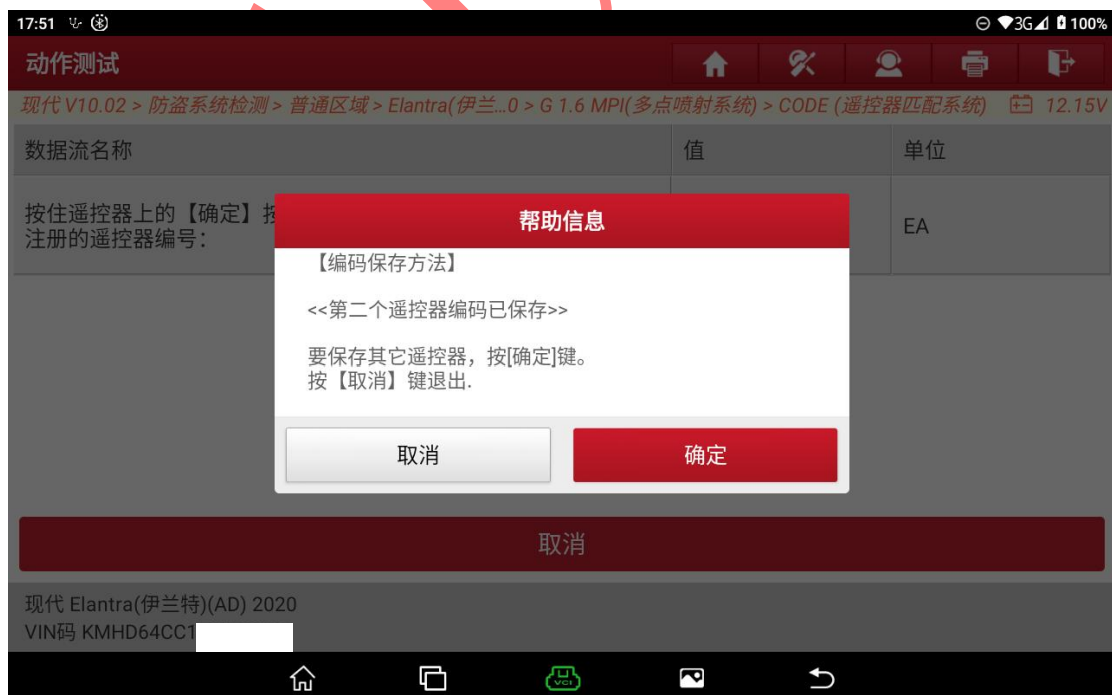 17:51
3G
100%
动作测试
现代 V10.02 > 防盗系统检测 > 普通区域 > Elantra(伊兰...0 > G 1.6 MPI(多点喷射系统) > CODE (遥控器匹配系统) 12.15V
数据流名称 值 单位
按住遥控器上的【确定】按
注册的遥控器编号:
EA
帮助信息
【编码保存方法】
<<第二个遥控器编码已保存>>
要保存其它遥控器，按[确定]键。
按【取消】键退出.
取消 确定
取消
现代 Elantra(伊兰特)(AD) 2020
VIN码 KMHD64CC1
VCI